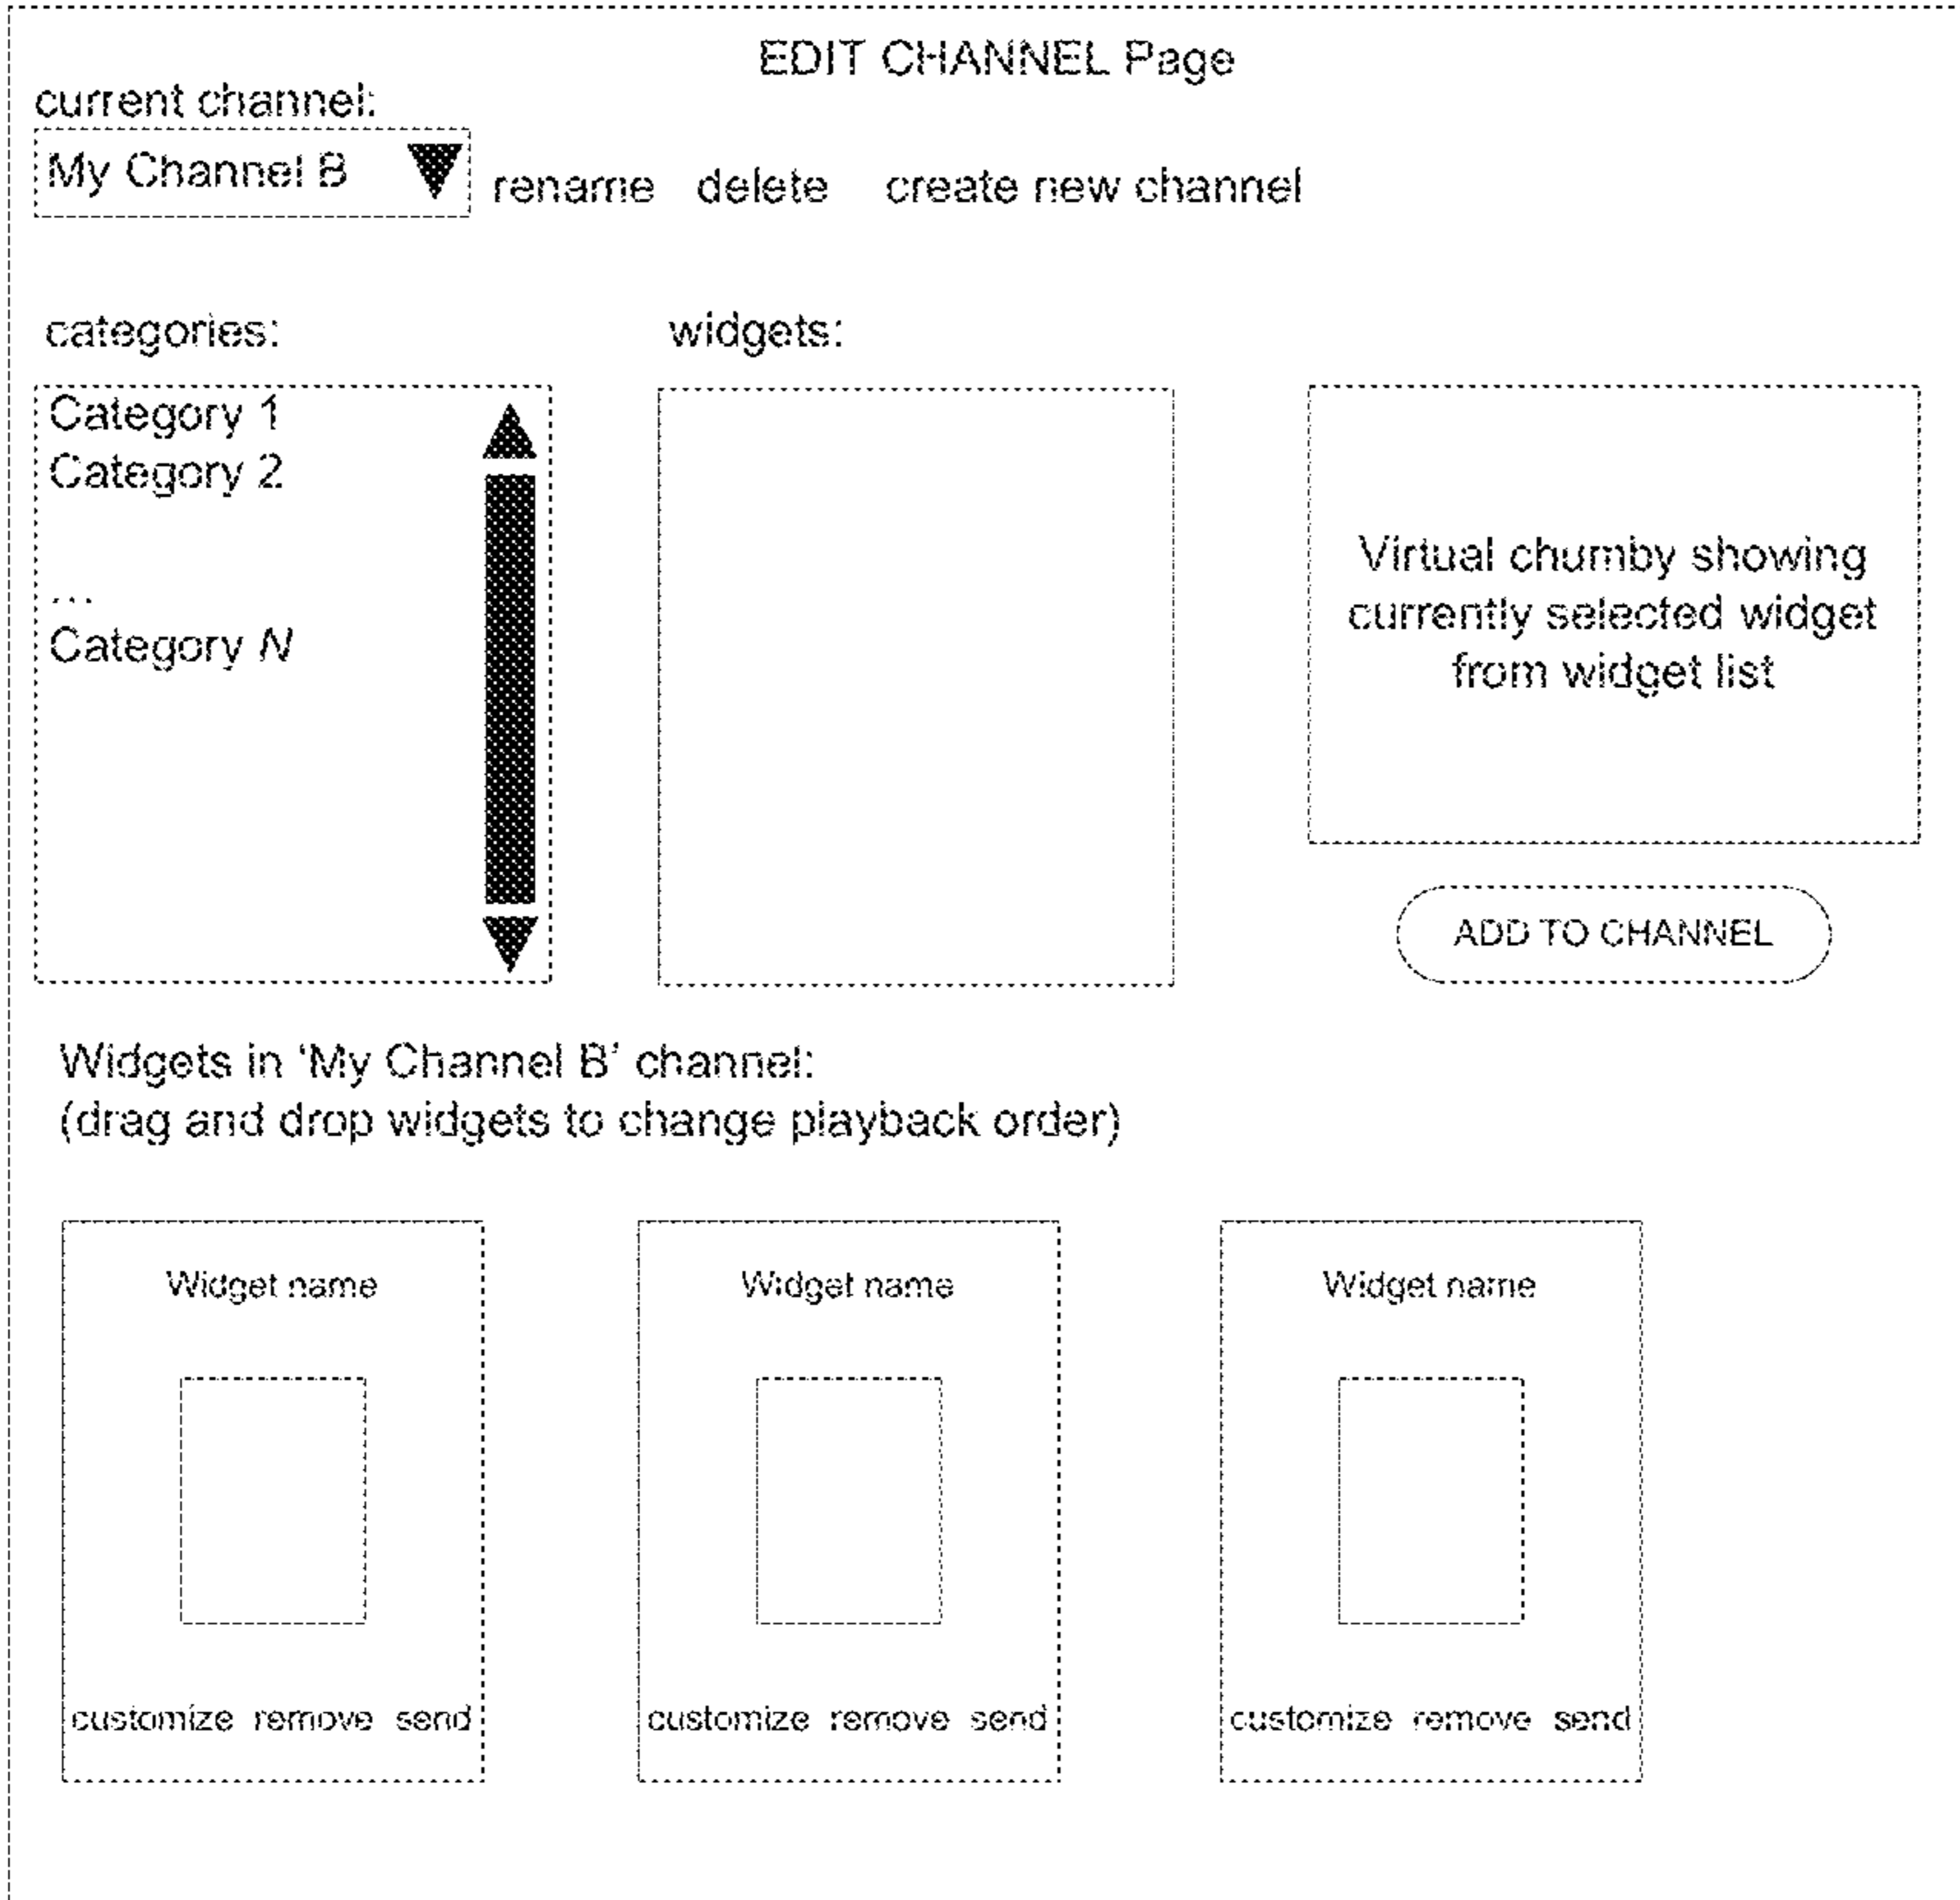 EDIT CHANNEL Page
current channel:
My Channel B
rename delete create new channel
categories:
widgets:
Category 1
Category 2
...
Category N
Virtual chumby showing
currently selected widget
from widget list
ADD TO CHANNEL
Widgets in ‘My Channel B’ channel:
(drag and drop widgets to change playback order)
Widget name
customize remove send
Widget name
customize remove send
Widget name
customize remove send